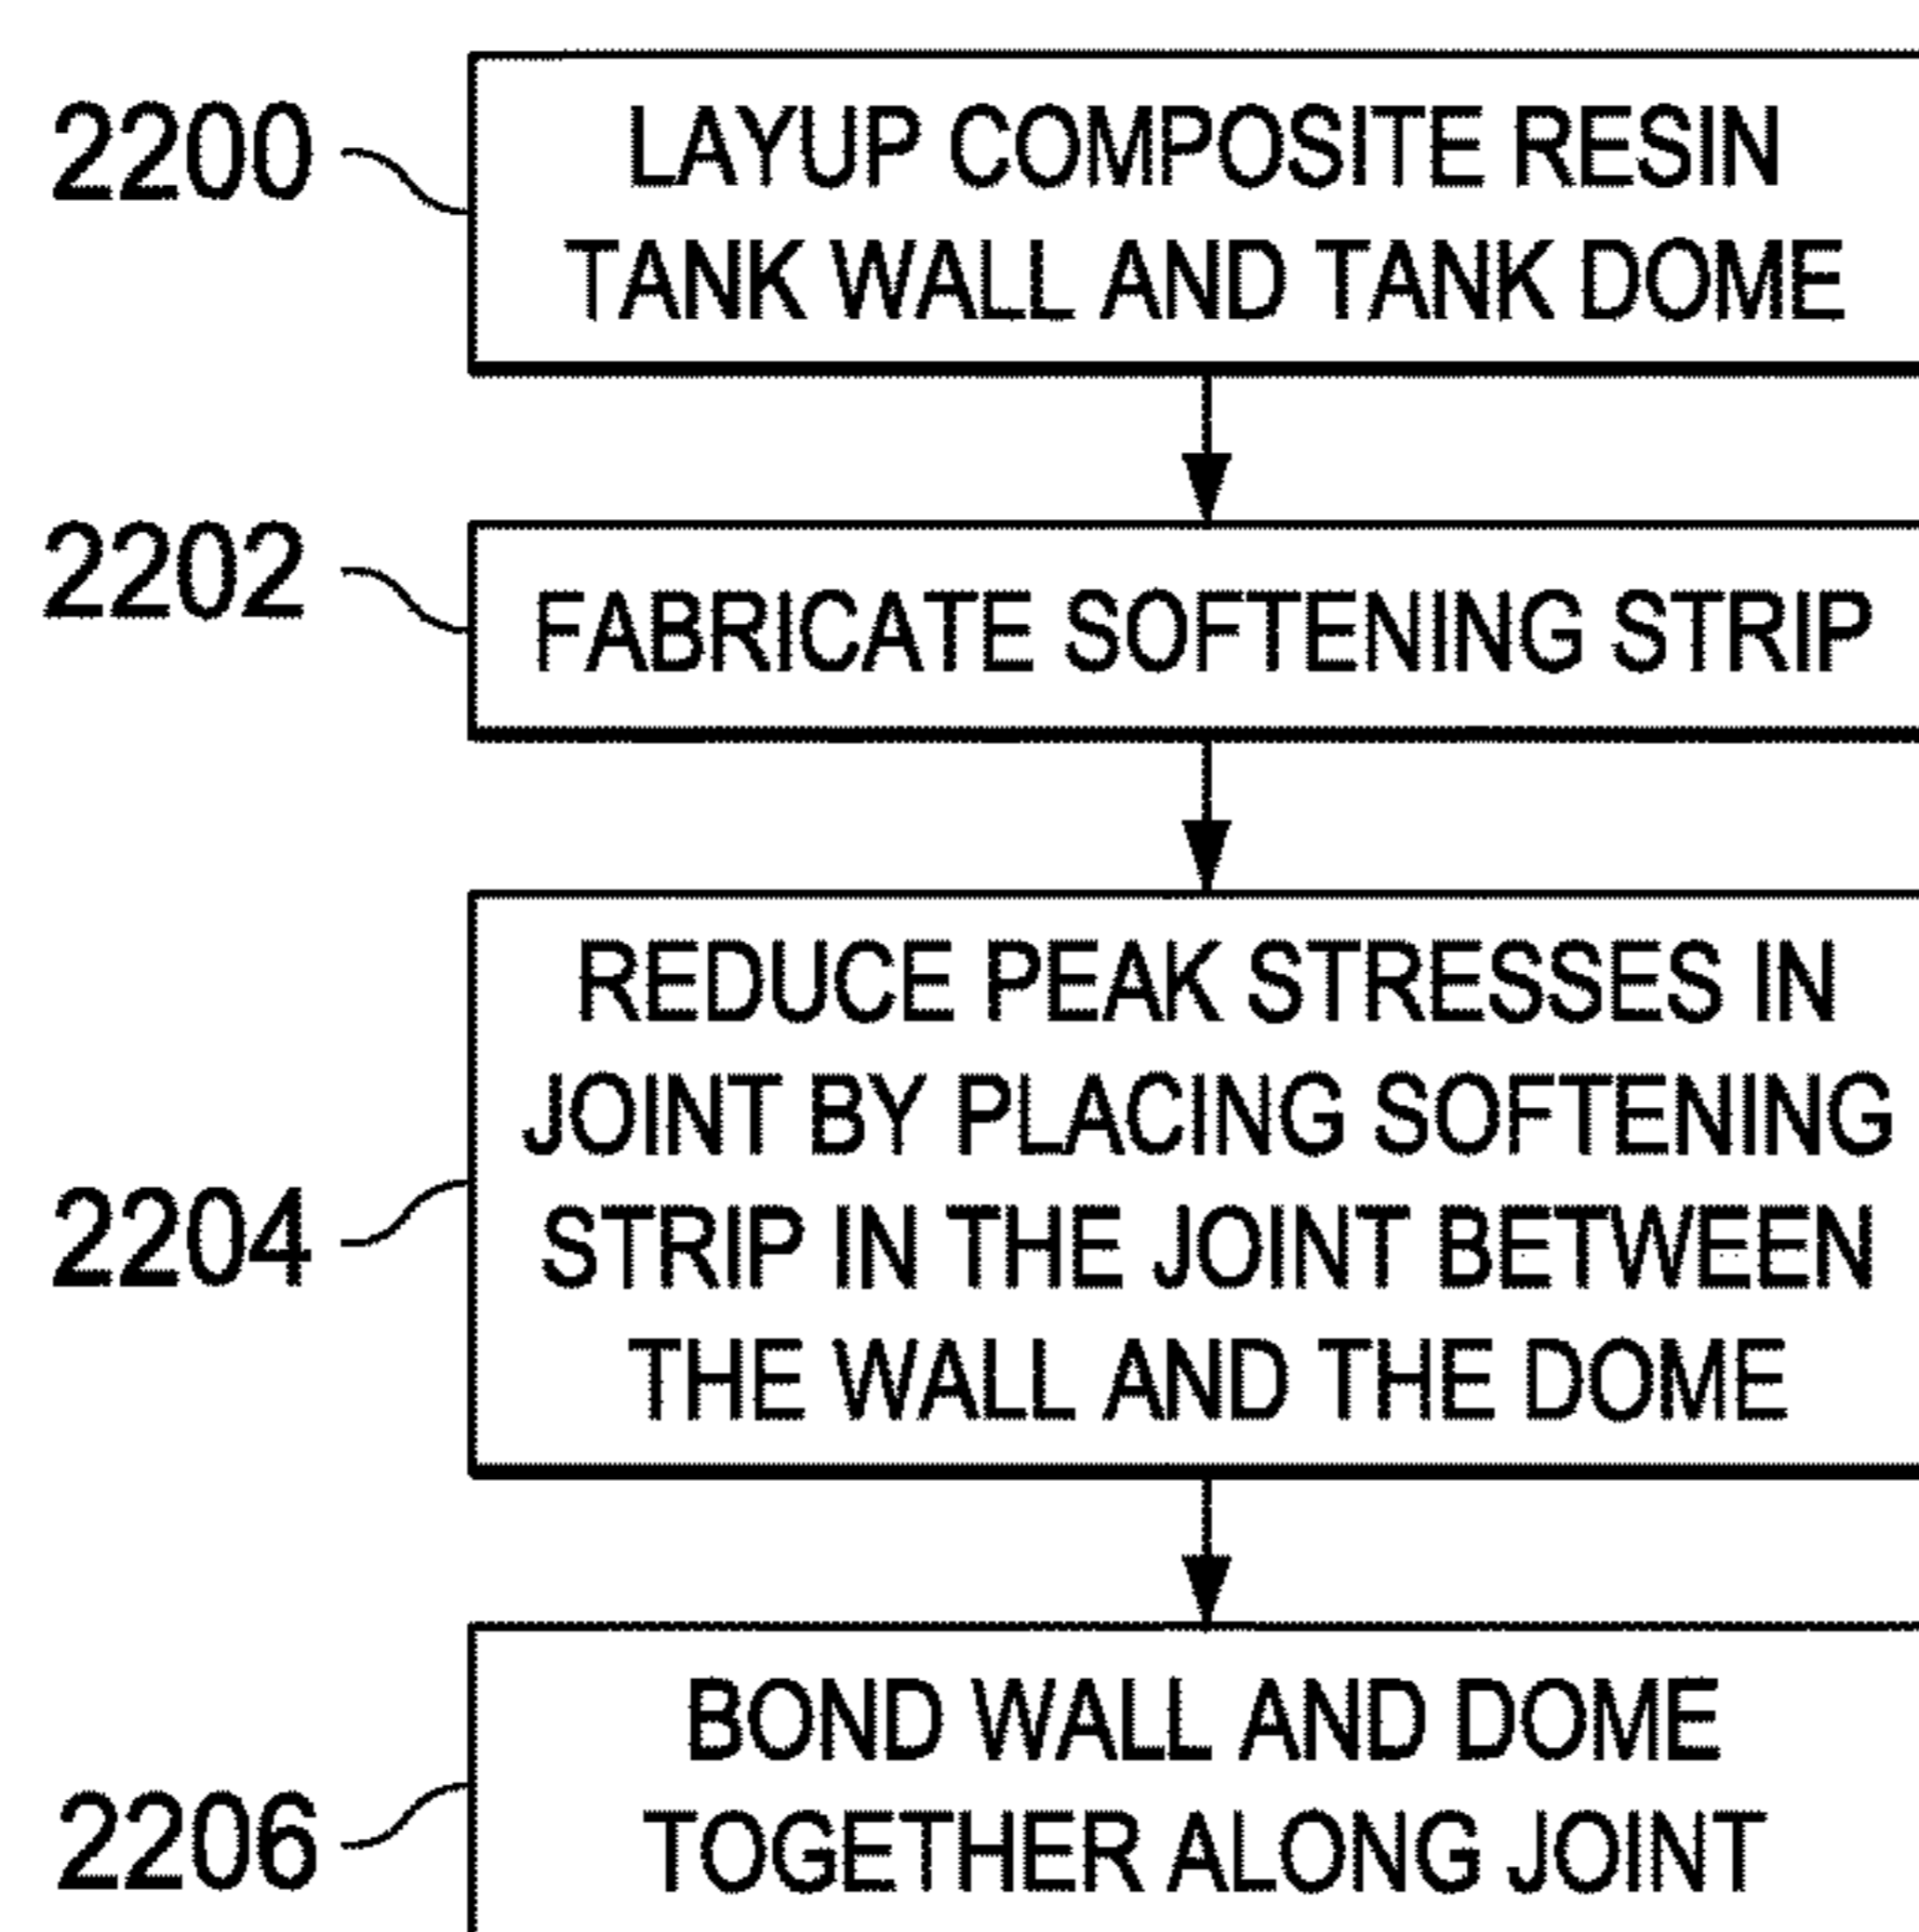 2200
LAYUP COMPOSITE RESIN
TANK WALL AND TANK DOME
2202
FABRICATE SOFTENING STRIP
REDUCE PEAK STRESSES IN
JOINT BY PLACING SOFTENING
2204
STRIP IN THE JOINT BETWEEN
THE WALL AND THE DOME
BOND WALL AND DOME
2206
TOGETHER ALONG JOINT